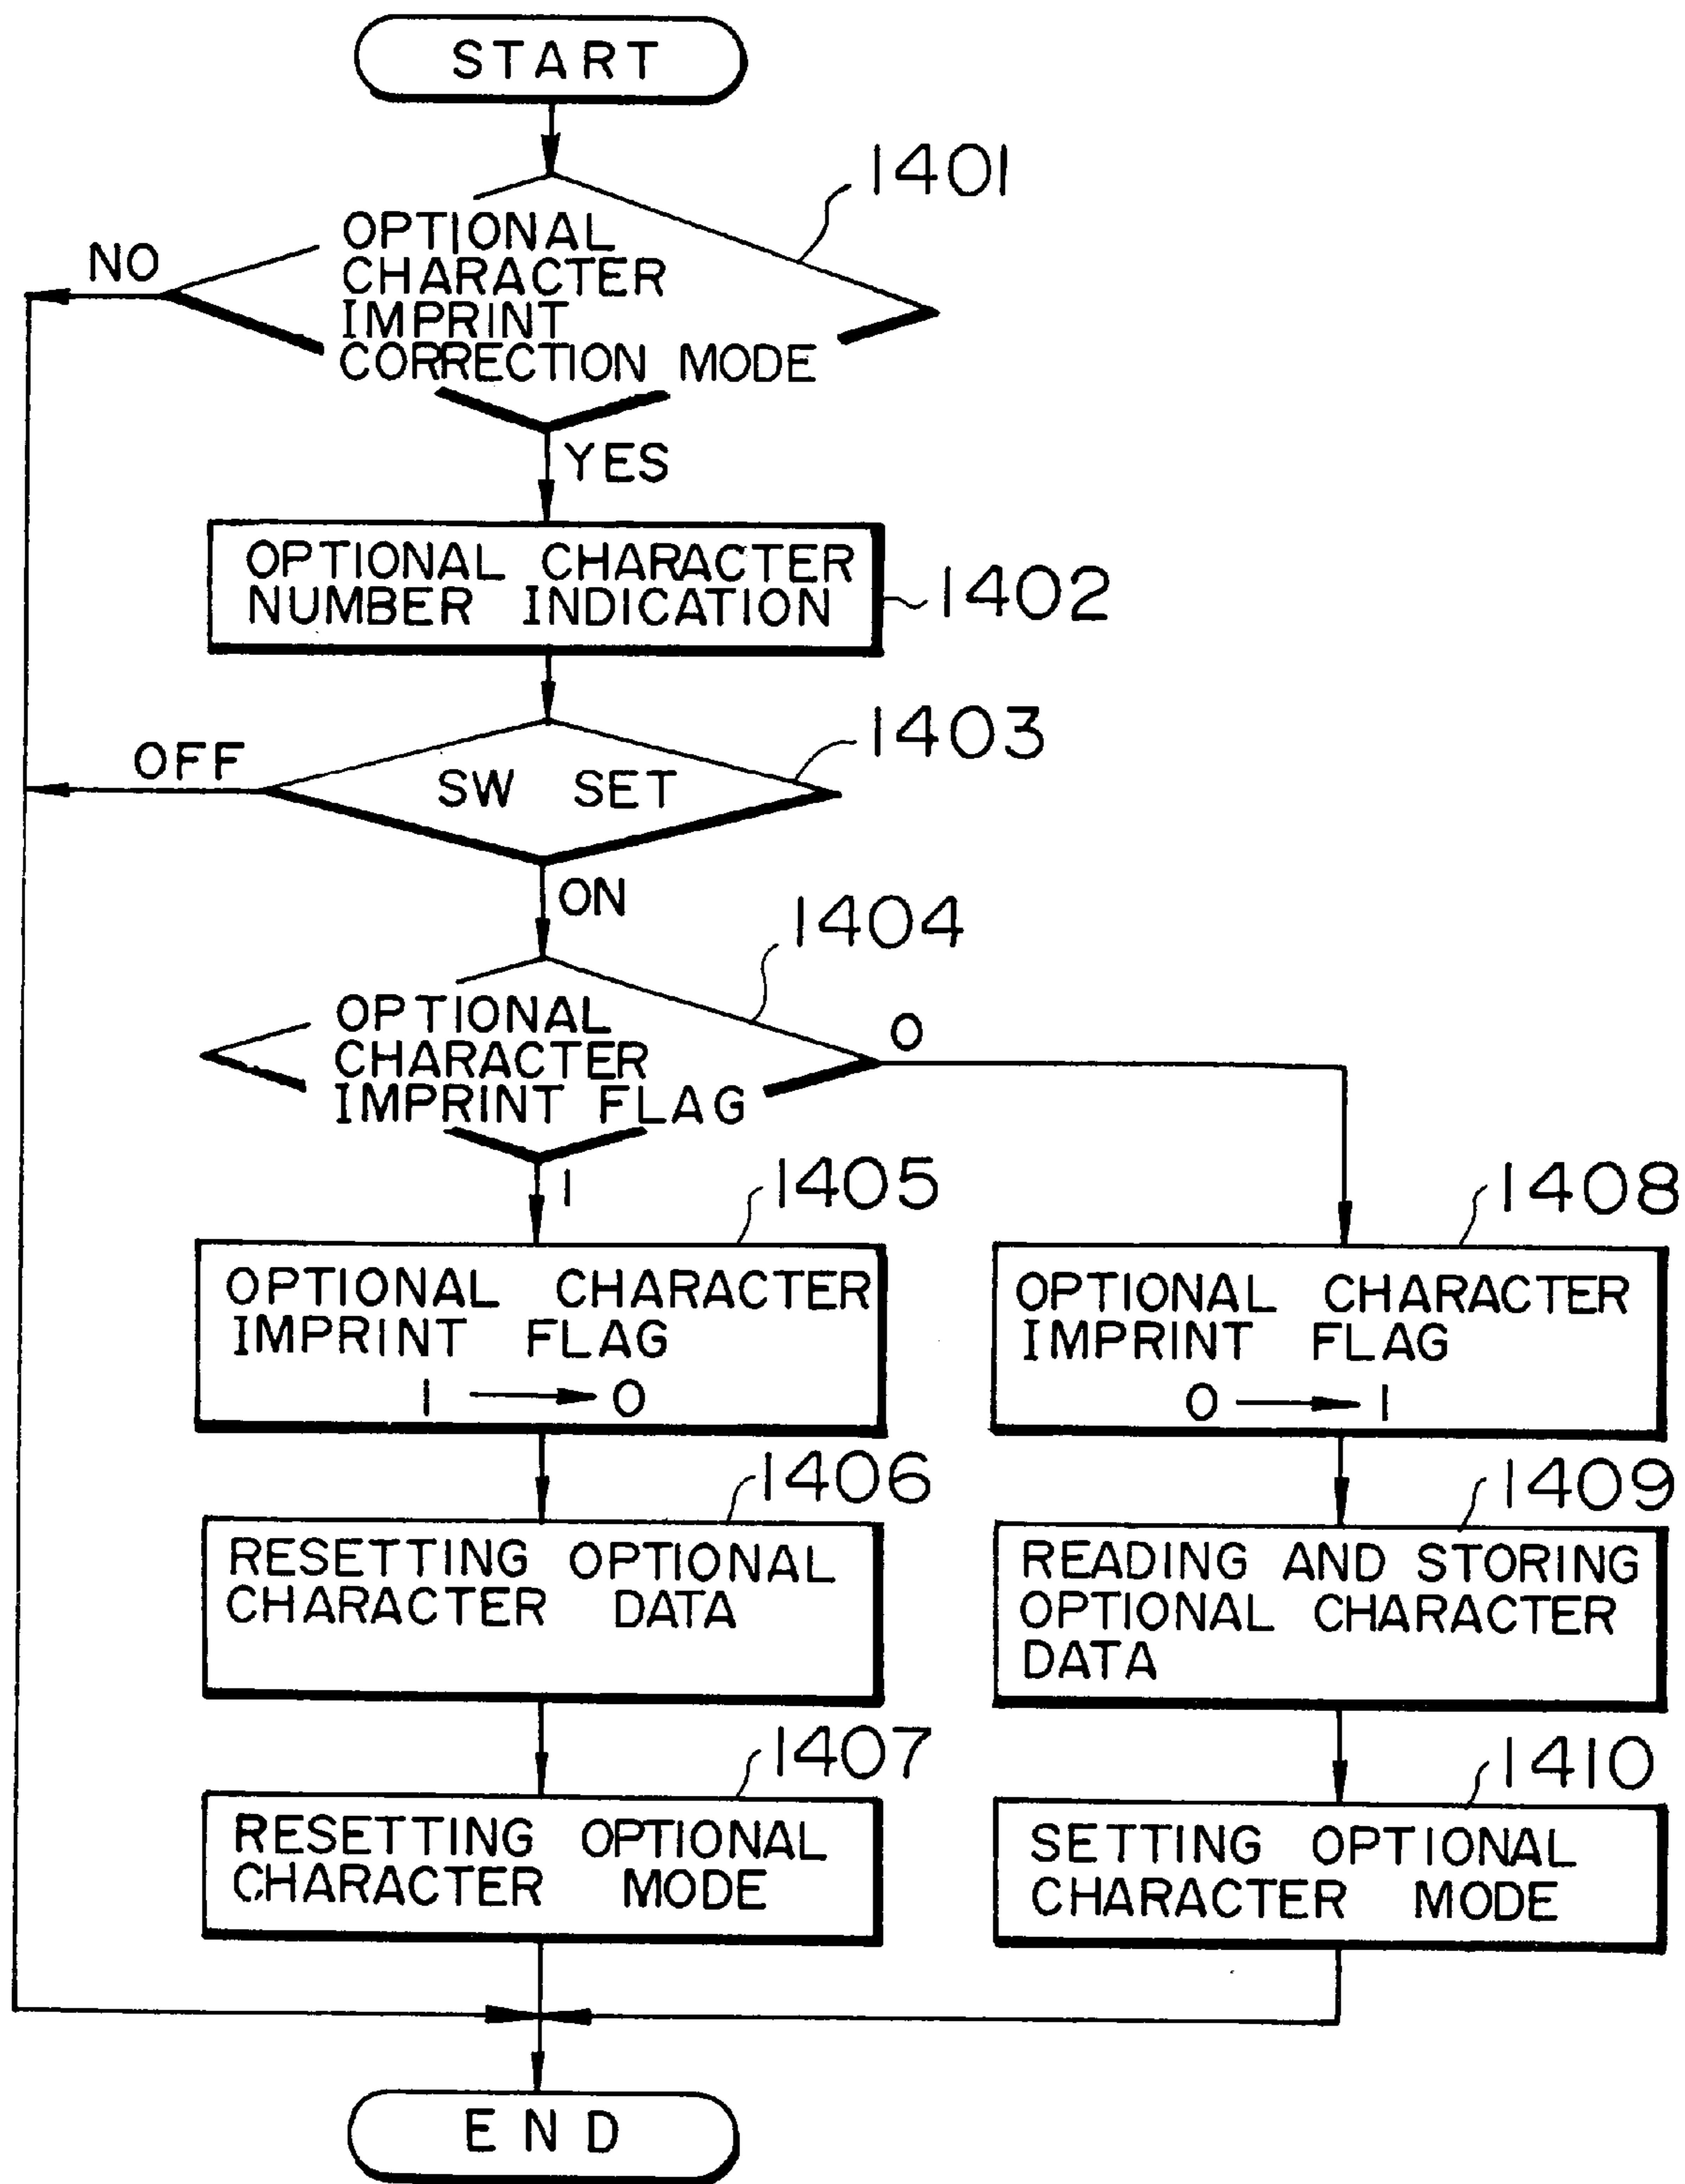 START
1401
OPTIONAL
CHARACTER
IMPRINT
CORRECTION MODE
NO
YES
OPTIONAL CHARACTER
NUMBER INDICATION
1402
1403
SW SET
OFF
ON
1404
OPTIONAL
CHARACTER
IMPRINT FLAG
0
1
1405
OPTIONAL CHARACTER
IMPRINT FLAG
1 → 0
1406
RESETTING OPTIONAL
CHARACTER DATA
1407
RESETTING OPTIONAL
CHARACTER MODE
1408
OPTIONAL CHARACTER
IMPRINT FLAG
0 → 1
1409
READING AND STORING
OPTIONAL CHARACTER
DATA
1410
SETTING OPTIONAL
CHARACTER MODE
END